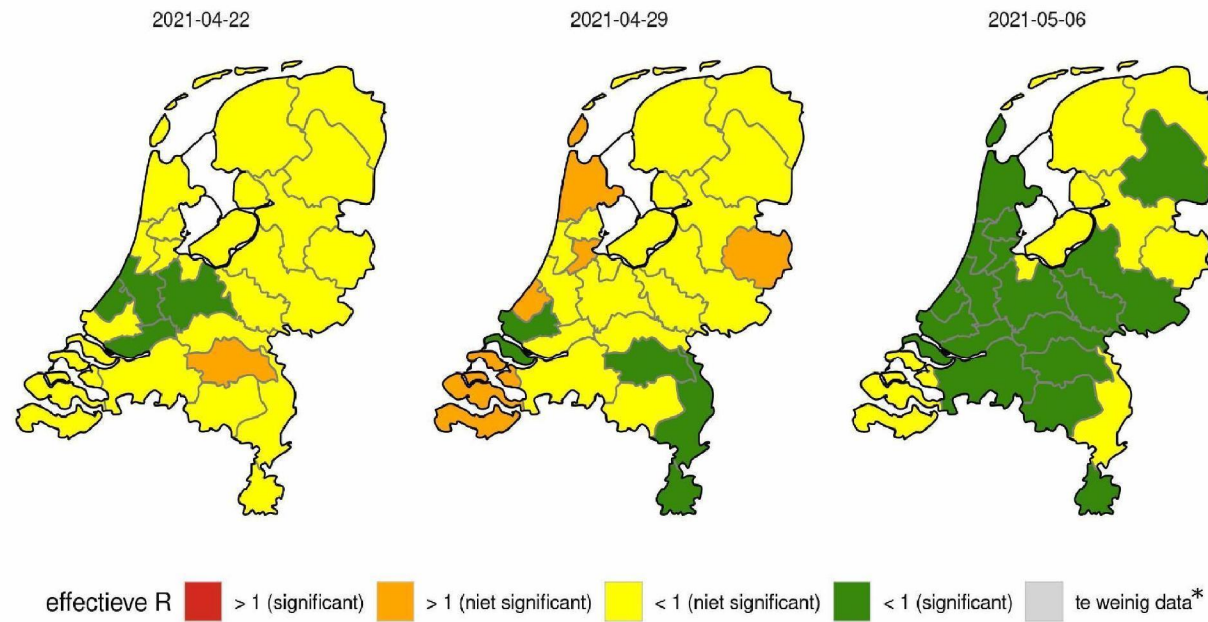 2021-04-22 2021-04-29 2021-05-06
effectieve R > 1 (significant) > 1 (niet significant) < 1 (niet significant) < 1 (significant) te weinig data*